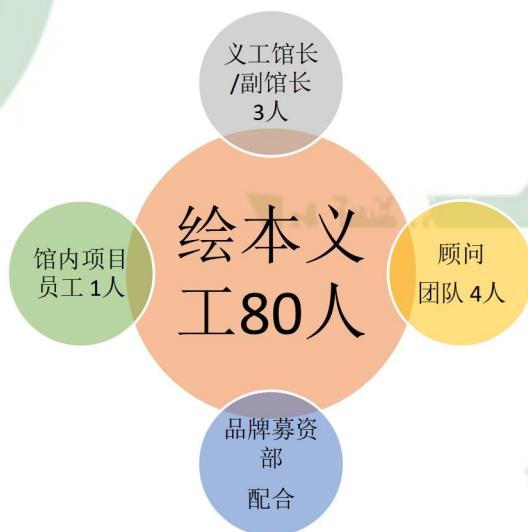 义工馆长
/副馆长
3人
绘本义
工80人
馆内项目
员工 1人
顾问
团队 4人
品牌募资
部
配合